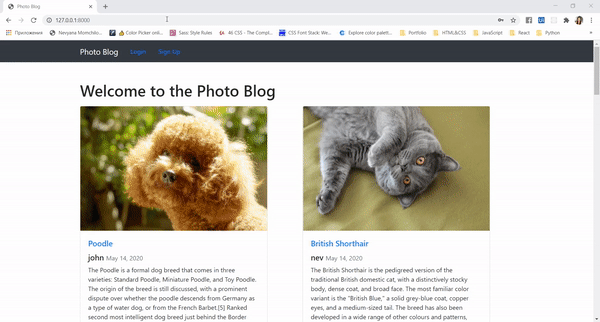 Photo Blog
127.0.0.1:8000
Приложения Nevyana Momchilo... Color Picker onli... Sass: Style Rules 46 CSS - The Compl... CSS Font Stack: We... Explore color palett... Portfolio HTML&CSS JavaScript React Python
Photo Blog Login Sign Up
Welcome to the Photo Blog
Poodle
john May 14, 2020
The Poodle is a formal dog breed that comes in three
varieties: Standard Poodle, Miniature Poodle, and Toy Poodle.
The origin of the breed is still discussed, with a prominent
dispute over whether the poodle descends from Germany as
a type of water dog, or from the French Barbet.[5] Ranked
second most intelligent dog breed just behind the Border
British Shorthair
nev May 14, 2020
The British Shorthair is the pedigreed version of the
traditional British domestic cat, with a distinctively stocky
body, dense coat, and broad face. The most familiar color
variant is the "British Blue," a solid grey-blue coat, copper
eyes, and a medium-sized tail. The breed has also been
developed in a wide range of other colours and patterns,